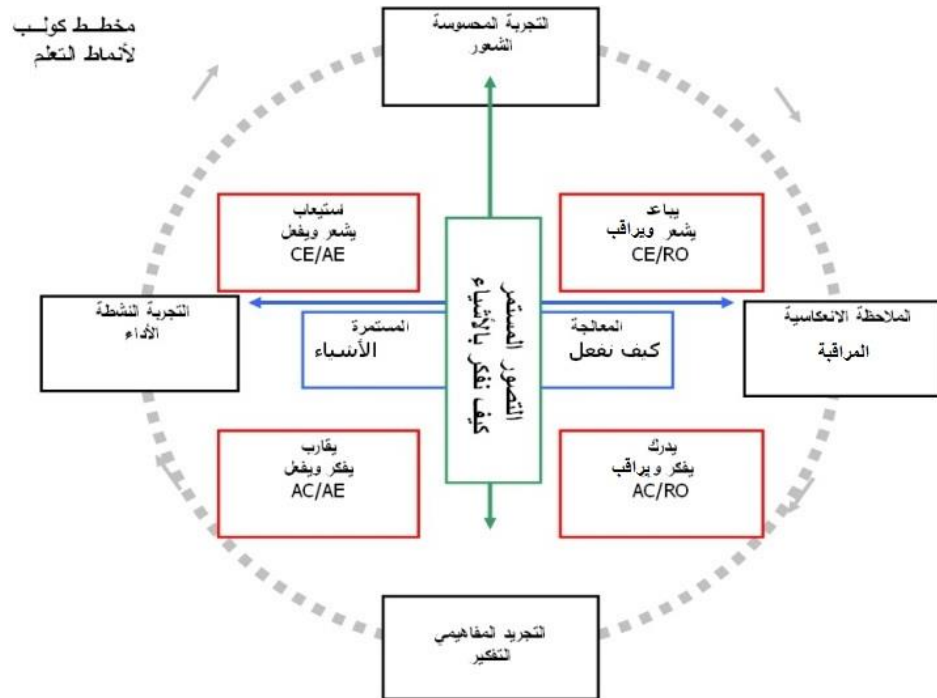 مخطط كولب
لأنماط التعلم
التجربة المحسوسة
الشعور
يباعد
يشعر ويراقب
CE/RO
استيعاب
يشعر ويفعل
CE/AE
الملاحظة الانعكاسية
المراقبة
المعالجة
كيف نفعل
التصور المستمر
كيف نفكر بالأشياء
المستمرة
الأشياء
التجربة النشطة
الأداء
يدرك
يفكر ويراقب
AC/RO
يقارب
يفكر ويفعل
AC/AE
التجريد المفاهيمي
التفكير